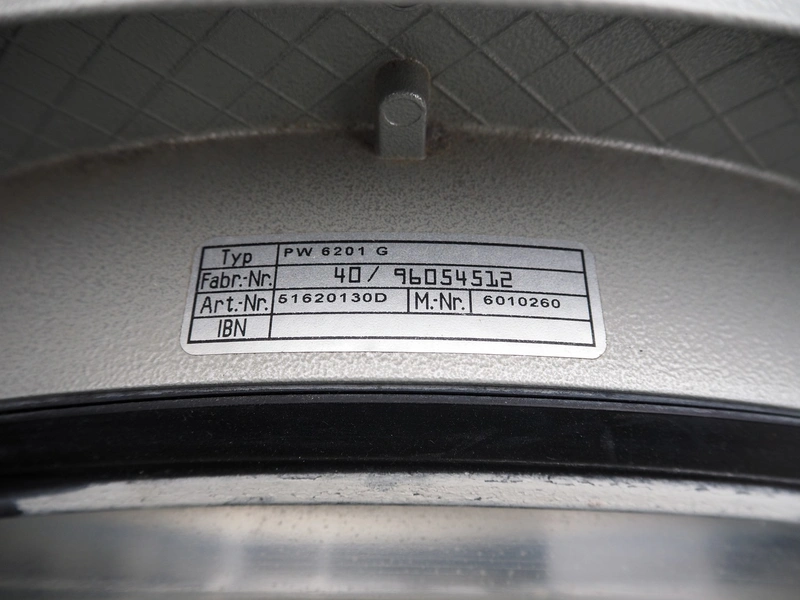 Typ PW 6201 G
Fabr.-Nr. 40 / 96054512
Art.-Nr. 51620130D M.-Nr. 6010260
IBN